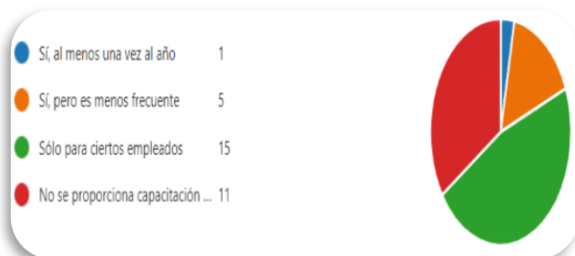 Sí, al menos una vez al año 1
Sí, pero es menos frecuente 5
Sólo para ciertos empleados 15
No se proporciona capacitación ... 11